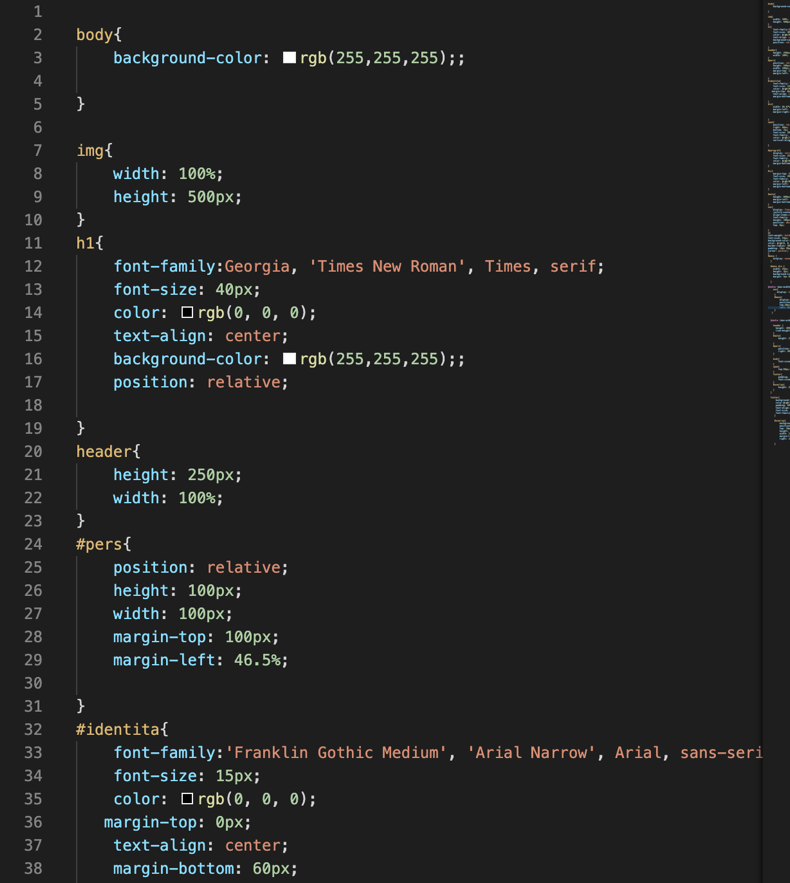 1
2 body{
3 background-color: rgb(255,255,255);;
4
5 }
6
7 img{
8 width: 100%;
9 height: 500px;
10 }
11 h1{
12 font-family:Georgia, 'Times New Roman', Times, serif;
13 font-size: 40px;
14 color: rgb(0, 0, 0);
15 text-align: center;
16 background-color: rgb(255,255,255);;
17 position: relative;
18
19 }
20 header{
21 height: 250px;
22 width: 100%;
23 }
24 #pers{
25 position: relative;
26 height: 100px;
27 width: 100px;
28 margin-top: 100px;
29 margin-left: 46.5%;
30
31 }
32 #identita{
33 font-family:'Franklin Gothic Medium', 'Arial Narrow', Arial, sans-seri
34 font-size: 15px;
35 color: rgb(0, 0, 0);
36 margin-top: 0px;
37 text-align: center;
38 margin-bottom: 60px;